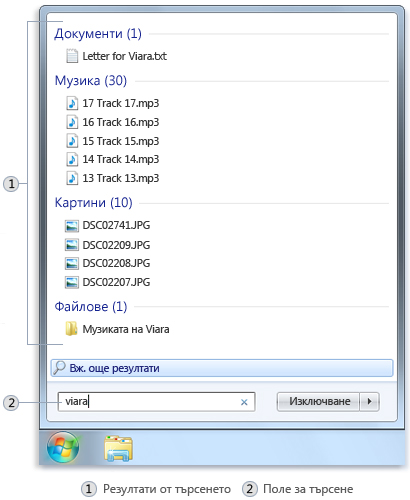 Документи (1)
Letter for Viara.txt
Музика (30)
17 Track 17.mp3
16 Track 16.mp3
15 Track 15.mp3
14 Track 14.mp3
13 Track 13.mp3
1
Картини (10)
DSC02741.JPG
DSC02209.JPG
DSC02208.JPG
DSC02207.JPG
Файлове (1)
Музиката на Viara
Вж. още резултати
2 viara Изключване
1 Резултати от търсенето 2 Поле за търсене